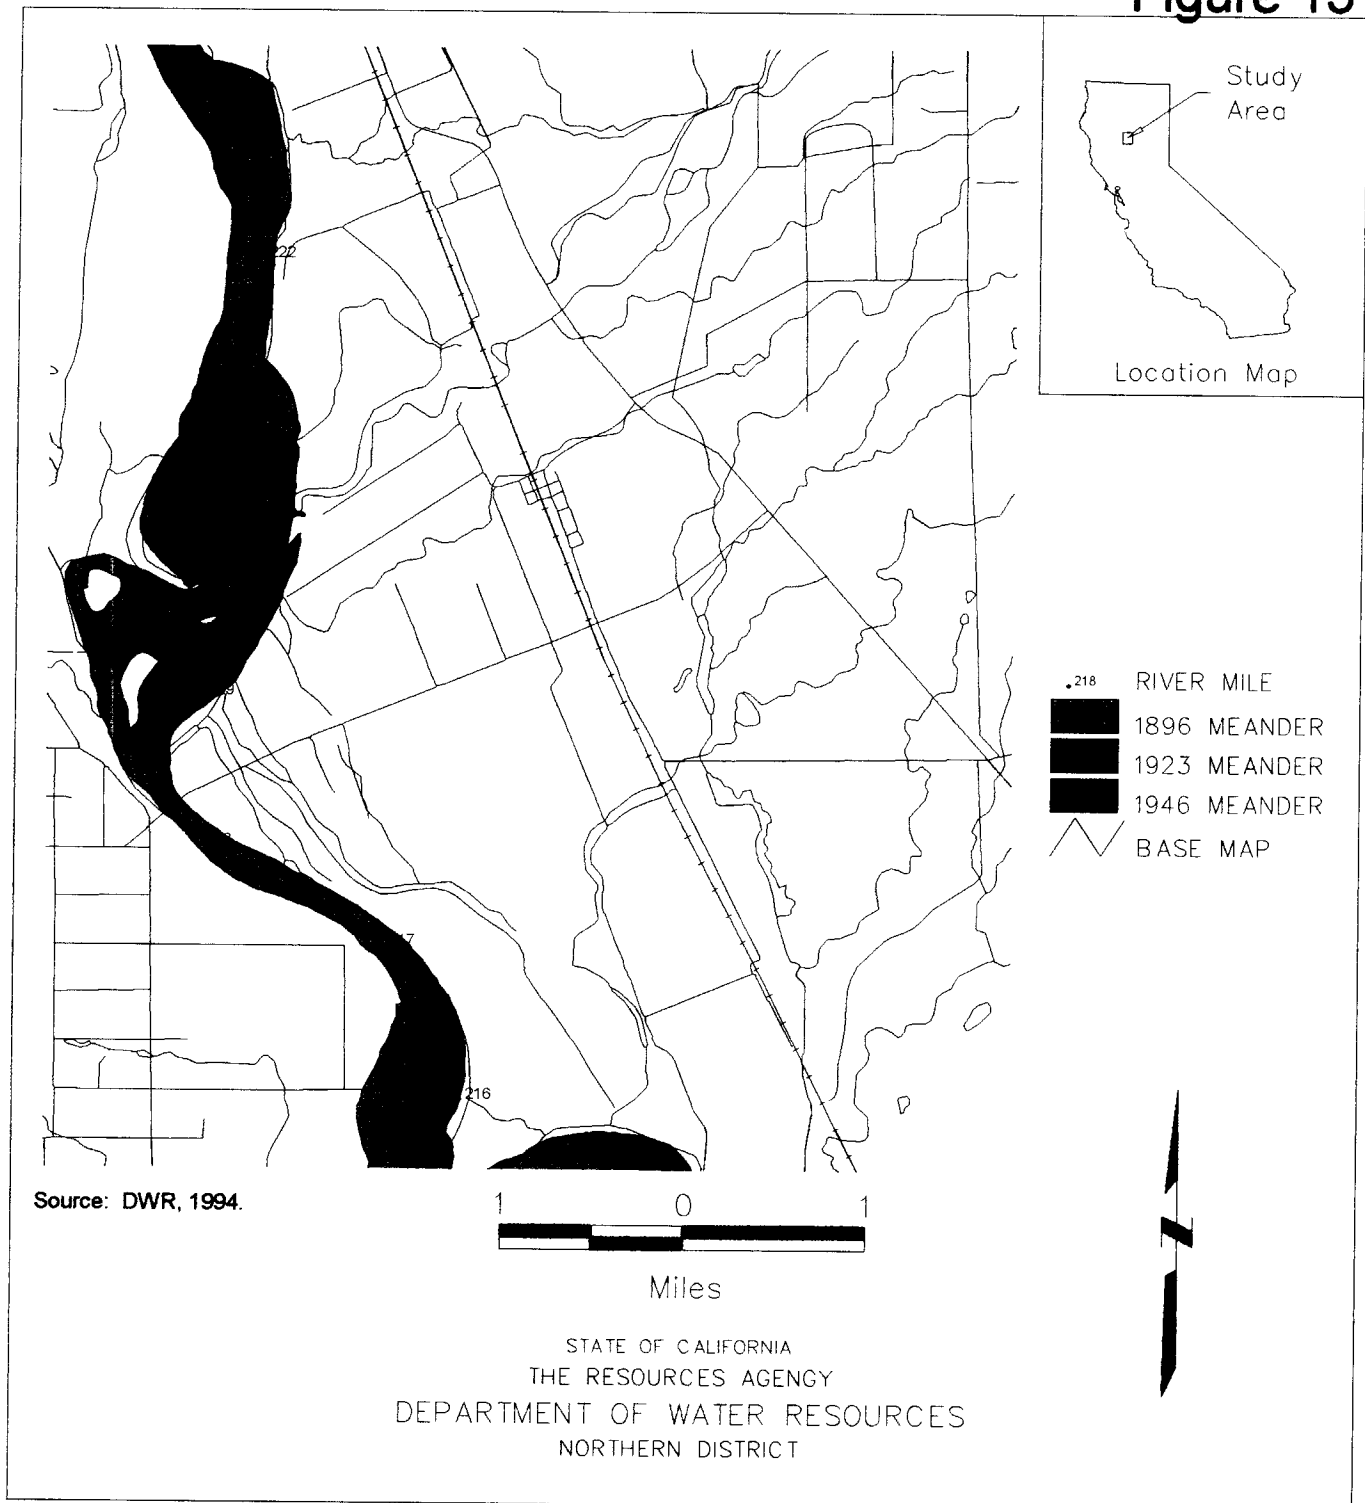 Figure 15
Study
Area
Location Map
22
.218 RIVER MILE
1896 MEANDER
1923 MEANDER
1946 MEANDER
BASE MAP
9
17
216
Source: DWR, 1994.
1 0 1
Miles
N
STATE OF CALIFORNIA
THE RESOURCES AGENCY
DEPARTMENT OF WATER RESOURCES
NORTHERN DISTRICT